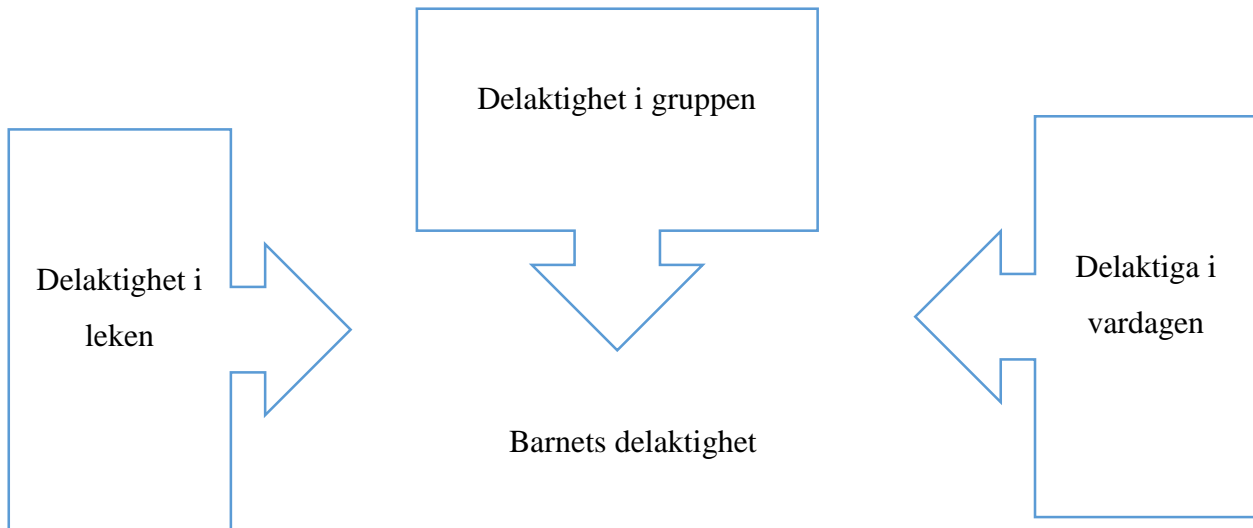 Delaktighet i gruppen
Delaktighet i
leken
Delaktiga i
vardagen
Barnets delaktighet